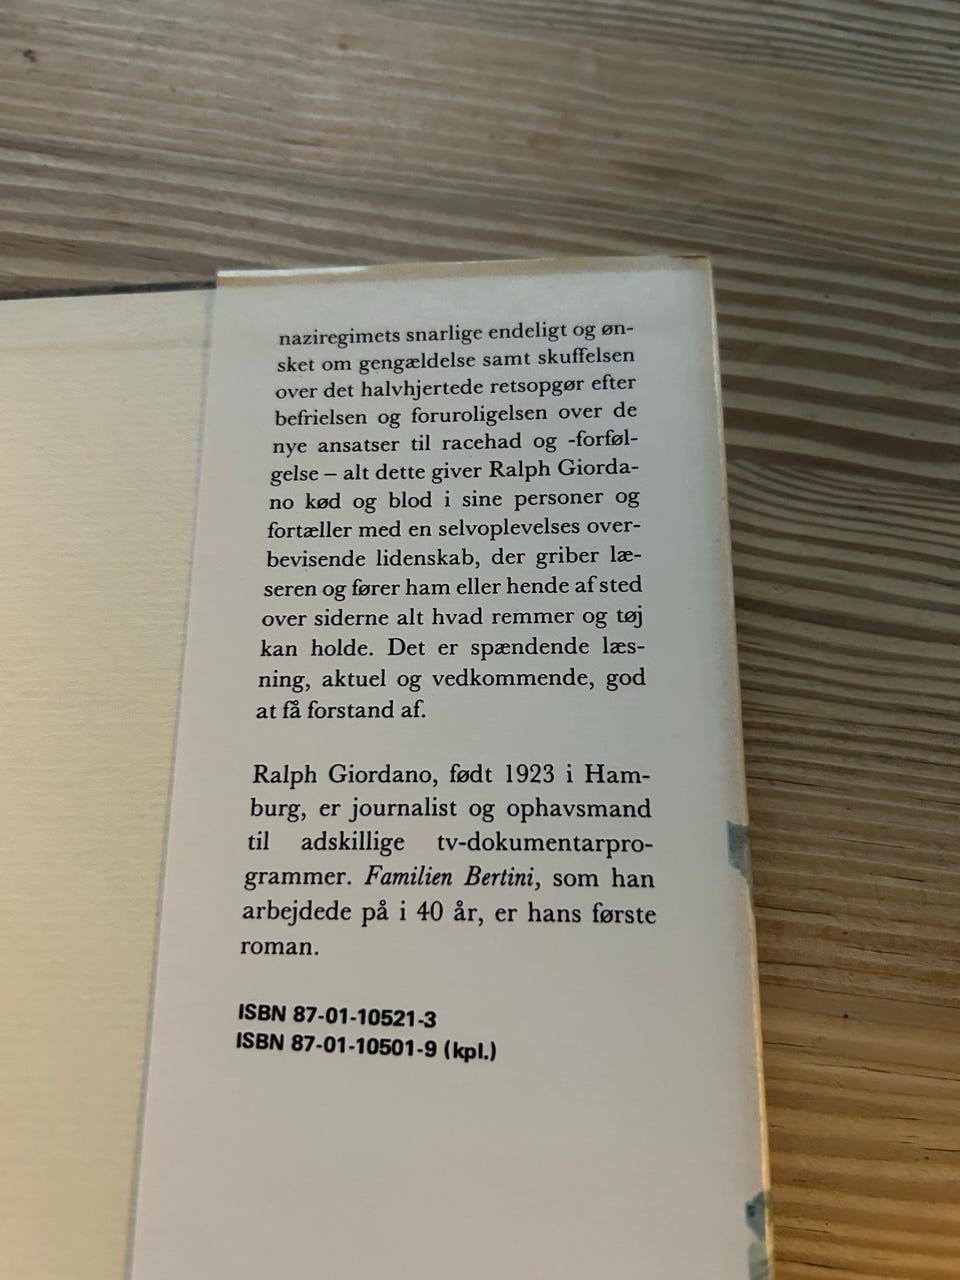 naziregimets snarlige endeligt og øn-
sket om gengældelse samt skuffelsen
over det halvhjertede retsopgør efter
befrielsen og foruroligelsen over de
nye ansatser til racehad og -forføl-
gelse – alt dette giver Ralph Giorda-
no kød og blod i sine personer og
fortæller med en selvoplevelses over-
bevisende lidenskab, der griber læ-
seren og fører ham eller hende af sted
over siderne alt hvad remmer og tøj
kan holde. Det er spændende læs-
ning, aktuel og vedkommende, god
at få forstand af.
Ralph Giordano, født 1923 i Ham-
burg, er journalist og ophavsmand
til adskillige tv-dokumentarpro-
grammer. Familien Bertini, som han
arbejdede på i 40 år, er hans første
roman.
ISBN 87-01-10521-3
ISBN 87-01-10501-9 (kpl.)